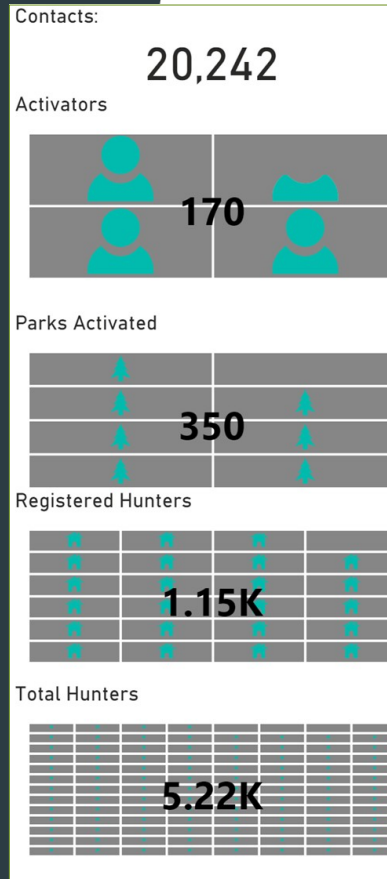 Contacts:
20,242
Activators
170
Parks Activated
350
Registered Hunters
1.15K
Total Hunters
5.22K